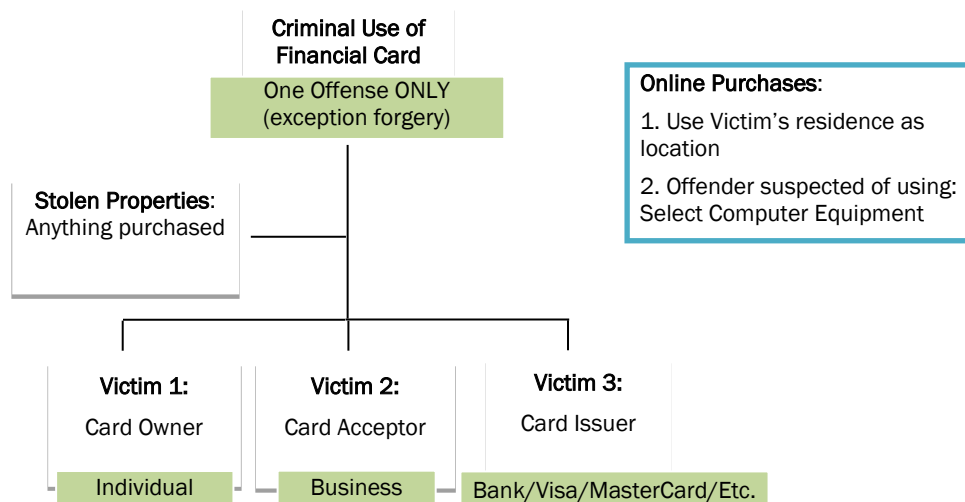 Criminal Use of
Financial Card
One Offense ONLY
(exception forgery)
Online Purchases:
1. Use Victim’s residence as
location
2. Offender suspected of using:
Select Computer Equipment
Stolen Properties:
Anything purchased
Victim 1:
Card Owner
Individual
Victim 2:
Card Acceptor
Business
Victim 3:
Card Issuer
Bank/Visa/MasterCard/Etc.